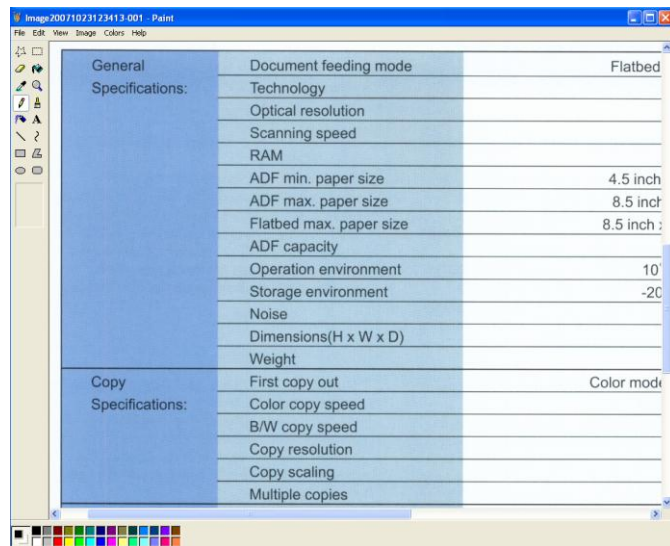 Image20071023123413-001 - Paint
File Edit View Image Colors Help
General Document feeding mode Flatbed
Specifications: Technology
Optical resolution
Scanning speed
RAM
ADF min. paper size 4.5 inch
ADF max. paper size 8.5 inch
Flatbed max. paper size 8.5 inch
ADF capacity
Operation environment 10
Storage environment -20
Noise
Dimensions(H x W x D)
Weight
Copy First copy out Color mode
Specifications: Color copy speed
B/W copy speed
Copy resolution
Copy scaling
Multiple copies